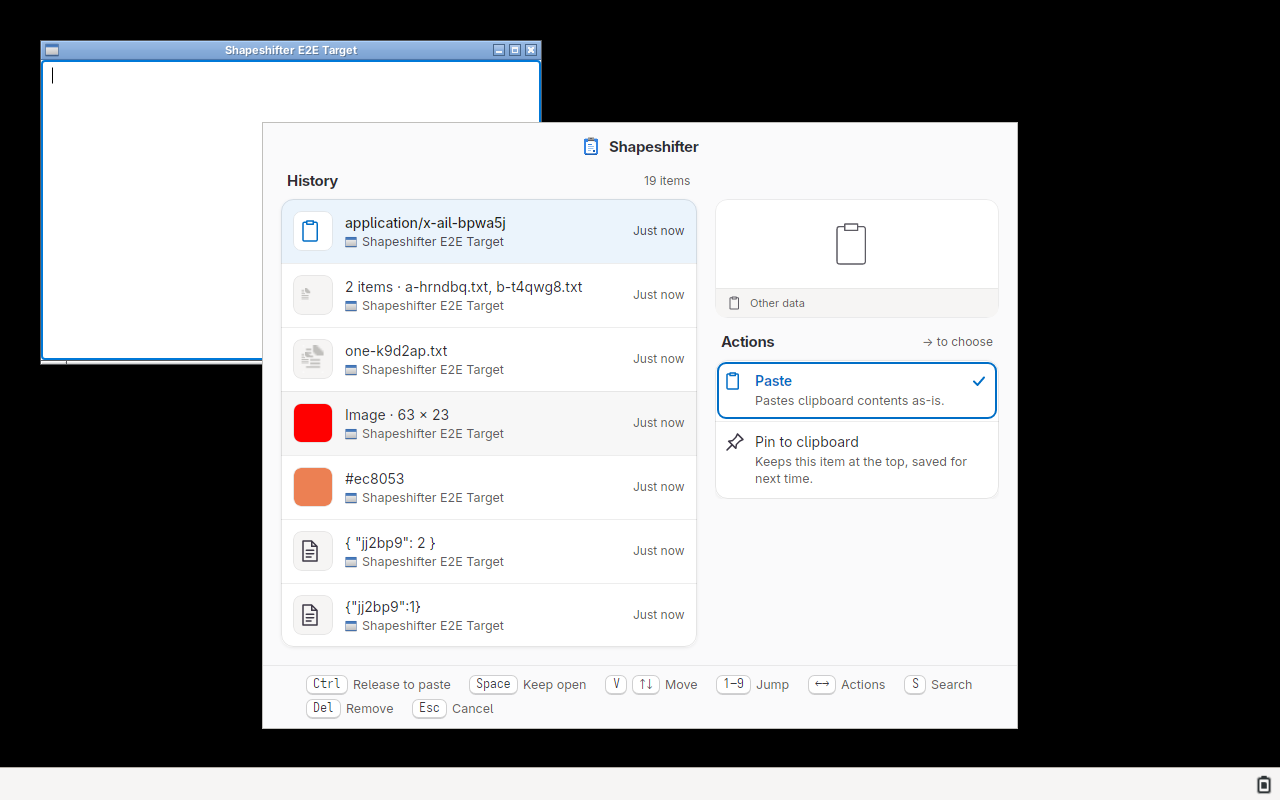 Shapeshifter E2E Target
Shapeshifter
History
19 items
application/x-ail-bpwa5j
Shapeshifter E2E Target
Just now
2 items · a-hrndbq.txt, b-t4qwg8.txt
Shapeshifter E2E Target
Just now
one-k9d2ap.txt
Shapeshifter E2E Target
Just now
Image · 63 × 23
Shapeshifter E2E Target
Just now
#ec8053
Shapeshifter E2E Target
Just now
{ "jj2bp9": 2 }
Shapeshifter E2E Target
Just now
{"jj2bp9":1}
Shapeshifter E2E Target
Just now
Other data
Actions
→ to choose
Paste
Pastes clipboard contents as-is.
Pin to clipboard
Keeps this item at the top, saved for
next time.
Ctrl Release to paste Space Keep open V ↑↓ Move 1–9 Jump ↔ Actions S Search
Del Remove Esc Cancel